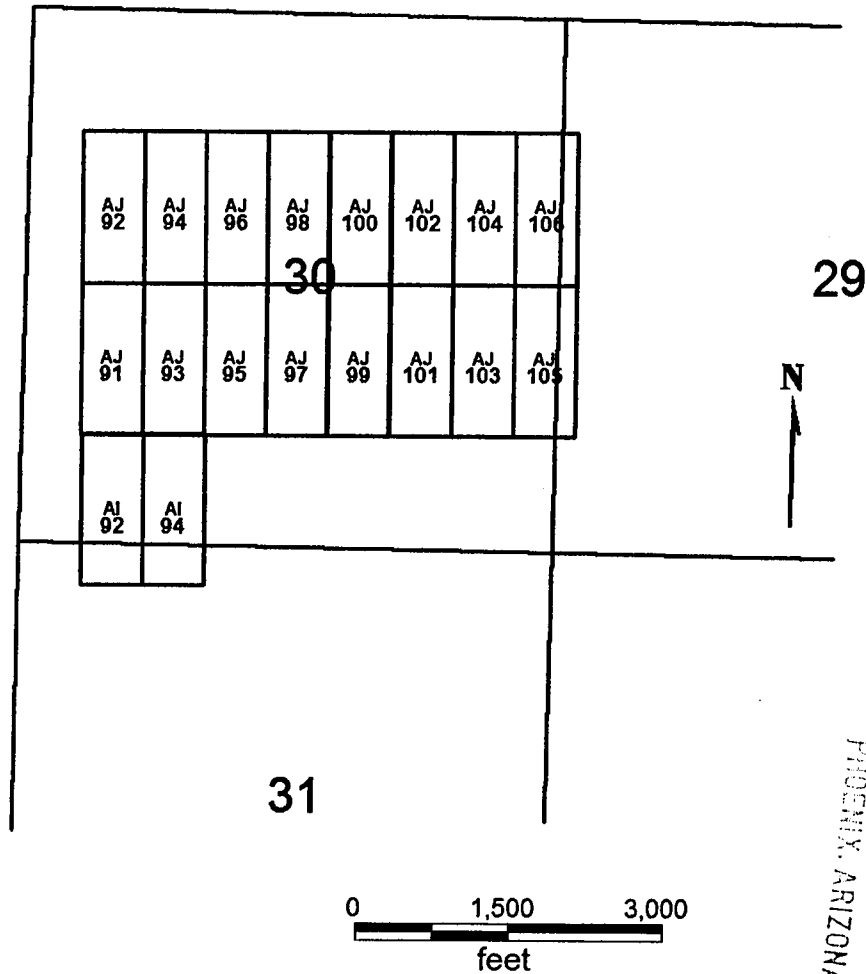 AJ AJ AJ AJ AJ AJ AJ AJ
92 94 96 98 100 102 104 106
30
29
AJ AJ AJ AJ AJ AJ AJ AJ
91 93 95 97 99 101 103 105
N
AI AI
92 94
31
PHOENIX, ARIZONA
0 1,500 3,000
feet